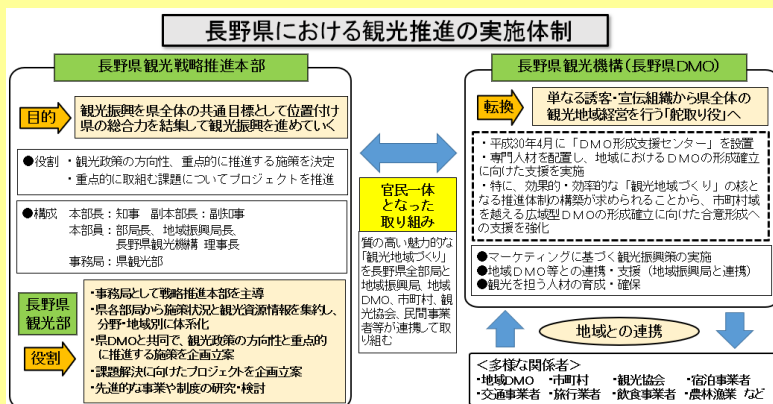 長野県における観光推進の実施体制
長野県観光戦略推進本部
目的
観光振興を県全体の共通目標として位置付け
県の総合力を結集して観光振興を進めていく
●役割 ・観光政策の方向性、重点的に推進する施策を決定
・重点的に取組む課題についてプロジェクトを推進
●構成 本部長：知事 副本部長：副知事
本部員：部局長、地域振興局長、
長野県観光機構 理事長
事務局：県観光部
長野県
観光部
役割
・事務局として戦略推進本部を主導
・県各部局から施策状況と観光資源情報を集約し、
分野・地域別に体系化
・県DMOと共同で、観光政策の方向性と重点的
に推進する施策を企画立案
・課題解決に向けたプロジェクトを企画立案
・先進的な事業や制度の研究・検討
官民一体
となった
取り組み
質の高い魅力的な
「観光地域づくり」
を長野県全部局と
地域振興局、地域
DMO、市町村、観
光協会、民間事業
者等が連携して取
り組む
長野県観光機構（長野県DMO）
転換
単なる誘客・宣伝組織から県全体の
観光地域経営を行う「舵取り役」へ
・平成30年4月に「DMO形成支援センター」を設置
・専門人材を配置し、地域におけるDMOの形成確立
に向けた支援を実施
・特に、効果的・効率的な「観光地域づくり」の核と
なる推進体制の構築が求められることから、市町村域
を越える広域型DMOの形成確立に向けた合意形成へ
の支援を強化
●マーケティングに基づく観光振興策の実施
●地域DMO等との連携・支援（地域振興局と連携）
●観光を担う人材の育成・確保
地域との連携
＜多様な関係者＞
・地域DMO ・市町村 ・観光協会 ・宿泊事業者
・交通事業者 ・旅行業者 ・飲食事業者 ・農林漁業 など